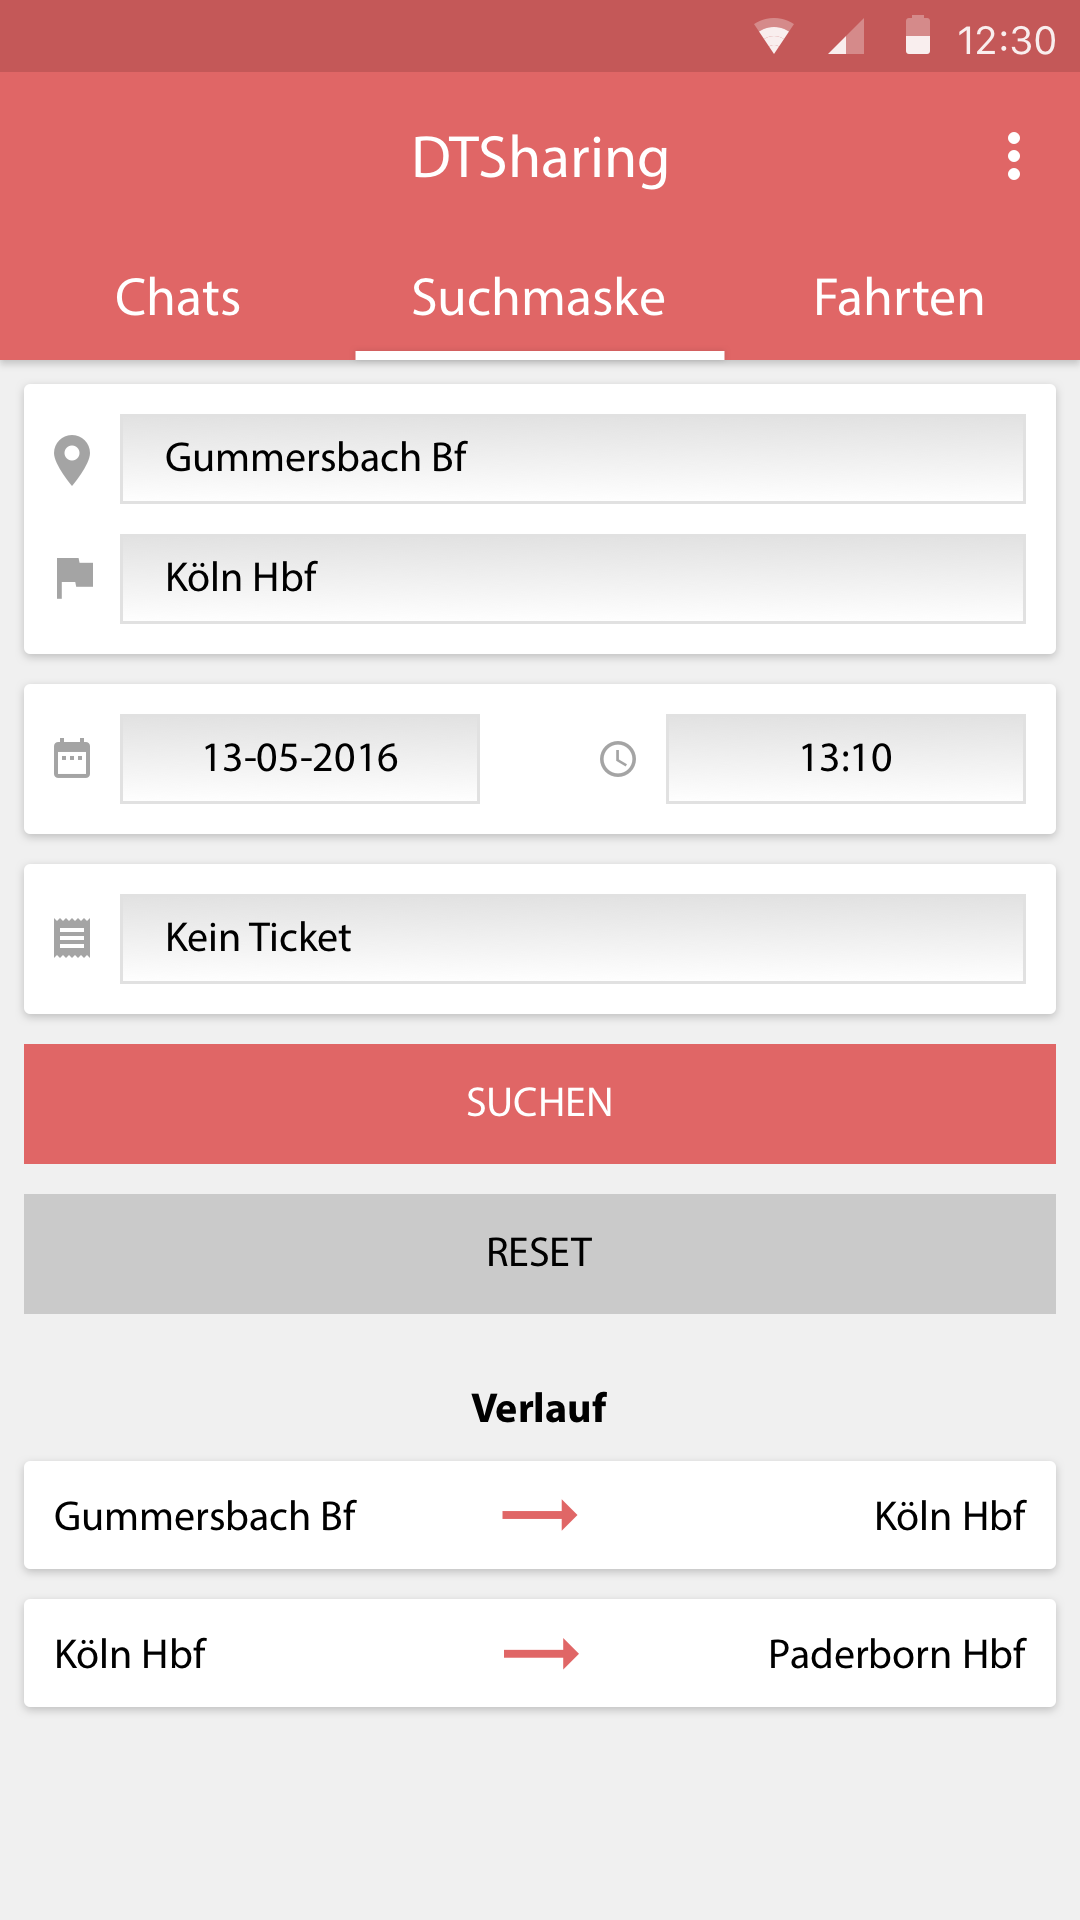 12:30
DTSharing
Chats Suchmaske Fahrten
Gummersbach Bf
Köln Hbf
13-05-2016 13:10
Kein Ticket
SUCHEN
RESET
Verlauf
Gummersbach Bf Köln Hbf
Köln Hbf Paderborn Hbf